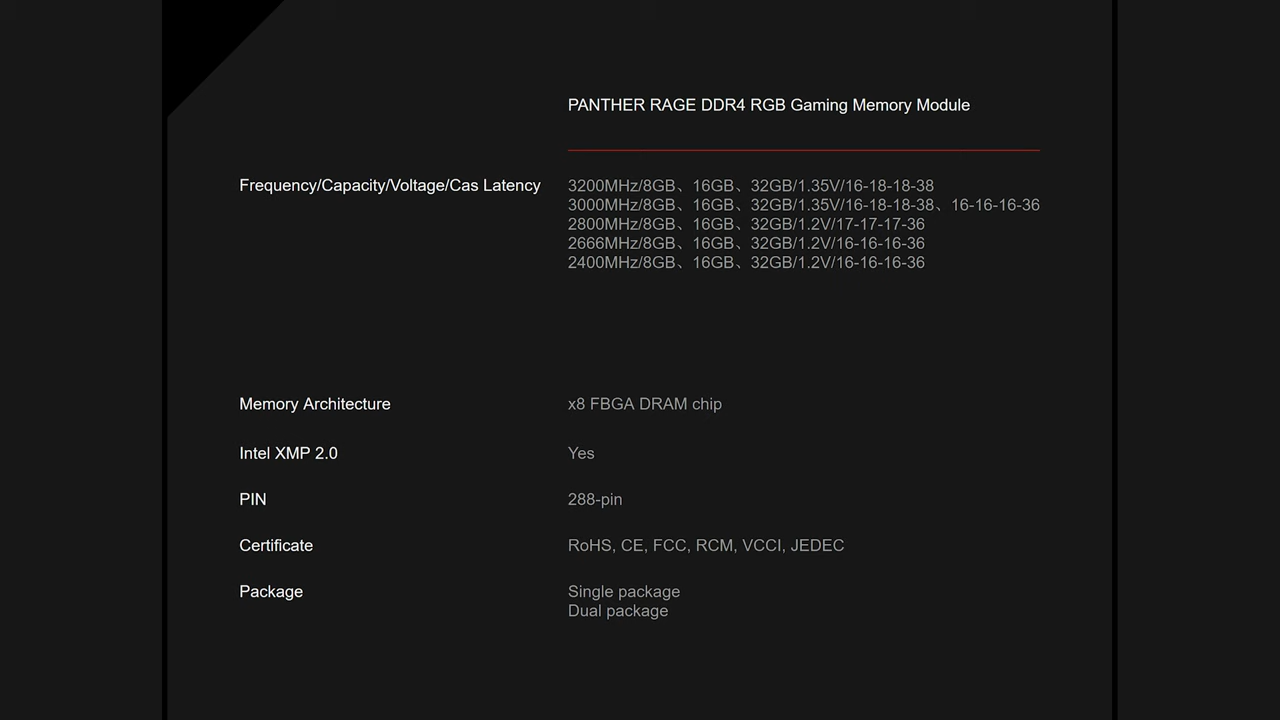 PANTHER RAGE DDR4 RGB Gaming Memory Module
Frequency/Capacity/Voltage/Cas Latency
3200MHz/8GB、16GB、32GB/1.35V/16-18-18-38
3000MHz/8GB、16GB、32GB/1.35V/16-18-18-38、16-16-16-36
2800MHz/8GB、16GB、32GB/1.2V/17-17-17-36
2666MHz/8GB、16GB、32GB/1.2V/16-16-16-36
2400MHz/8GB、16GB、32GB/1.2V/16-16-16-36
Memory Architecture
x8 FBGA DRAM chip
Intel XMP 2.0
Yes
PIN
288-pin
Certificate
RoHS, CE, FCC, RCM, VCCI, JEDEC
Package
Single package
Dual package